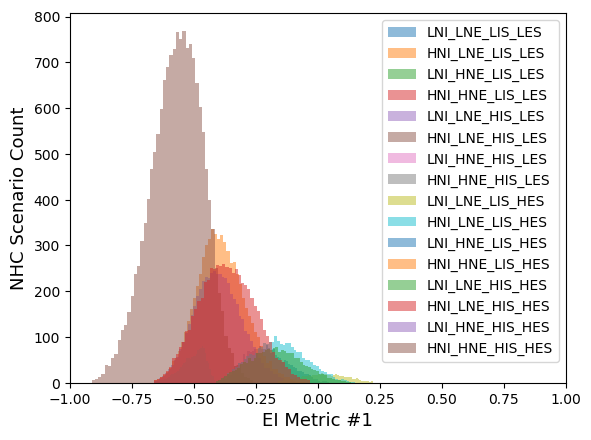 800
700
600
500
400
300
200
100
0
NHC Scenario Count
−1.00 −0.75 −0.50 −0.25 0.00 0.25 0.50 0.75 1.00
EI Metric #1
LNI_LNE_LIS_LES
HNI_LNE_LIS_LES
LNI_HNE_LIS_LES
HNI_HNE_LIS_LES
LNI_LNE_HIS_LES
HNI_LNE_HIS_LES
LNI_HNE_HIS_LES
HNI_HNE_HIS_LES
LNI_LNE_LIS_HES
HNI_LNE_LIS_HES
LNI_HNE_LIS_HES
HNI_HNE_LIS_HES
LNI_LNE_HIS_HES
HNI_LNE_HIS_HES
LNI_HNE_HIS_HES
HNI_HNE_HIS_HES